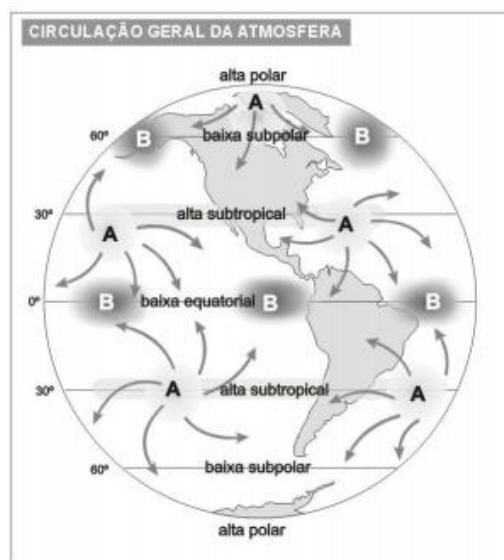 CIRCULAÇÃO GERAL DA ATMOSFERA
alta polar
A
60º
B
baixa subpolar
B
30º
alta subtropical
A
A
0º
B
baixa equatorial
B
B
30º
A
alta subtropical
A
60º
baixa subpolar
alta polar